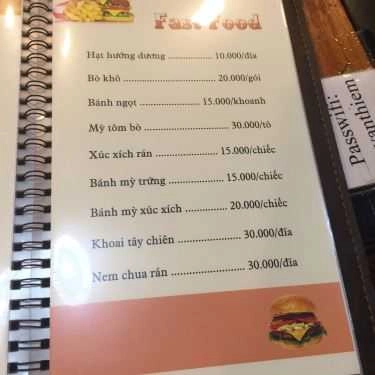 Fast Food
Hạt hướng dương .................. 10.000/đĩa
Bò khô .................................. 20.000/gói
Bánh ngọt ..................... 15.000/khoanh
Mỳ tôm bò ............................ 30.000/tô
Xúc xích rán .................. 15.000/chiếc
Bánh mỳ trứng ............... 15.000/chiếc
Bánh mỳ xúc xích .......... 20.000/chiếc
Khoai tây chiên .................. 30.000/đĩa
Nem chua rán ..................... 30.000/đĩa
Passwifi: